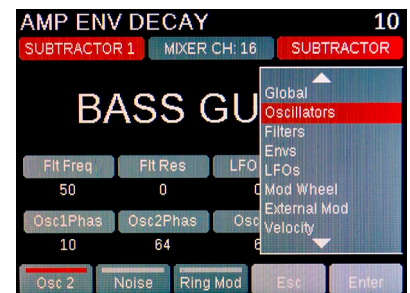 AMP ENV DECAY 10
SUBTRACTOR 1 MIXER CH: 16 SUBTRACTOR
BASS GU
Global
Oscillators
Filters
Envs
LFOs
Mod Wheel
External Mod
Velocity
Flt Freq Flt Res LFO
50 0
Osc1Phas Osc2Phas Osc
10 64
Osc 2 Noise Ring Mod Esc Enter